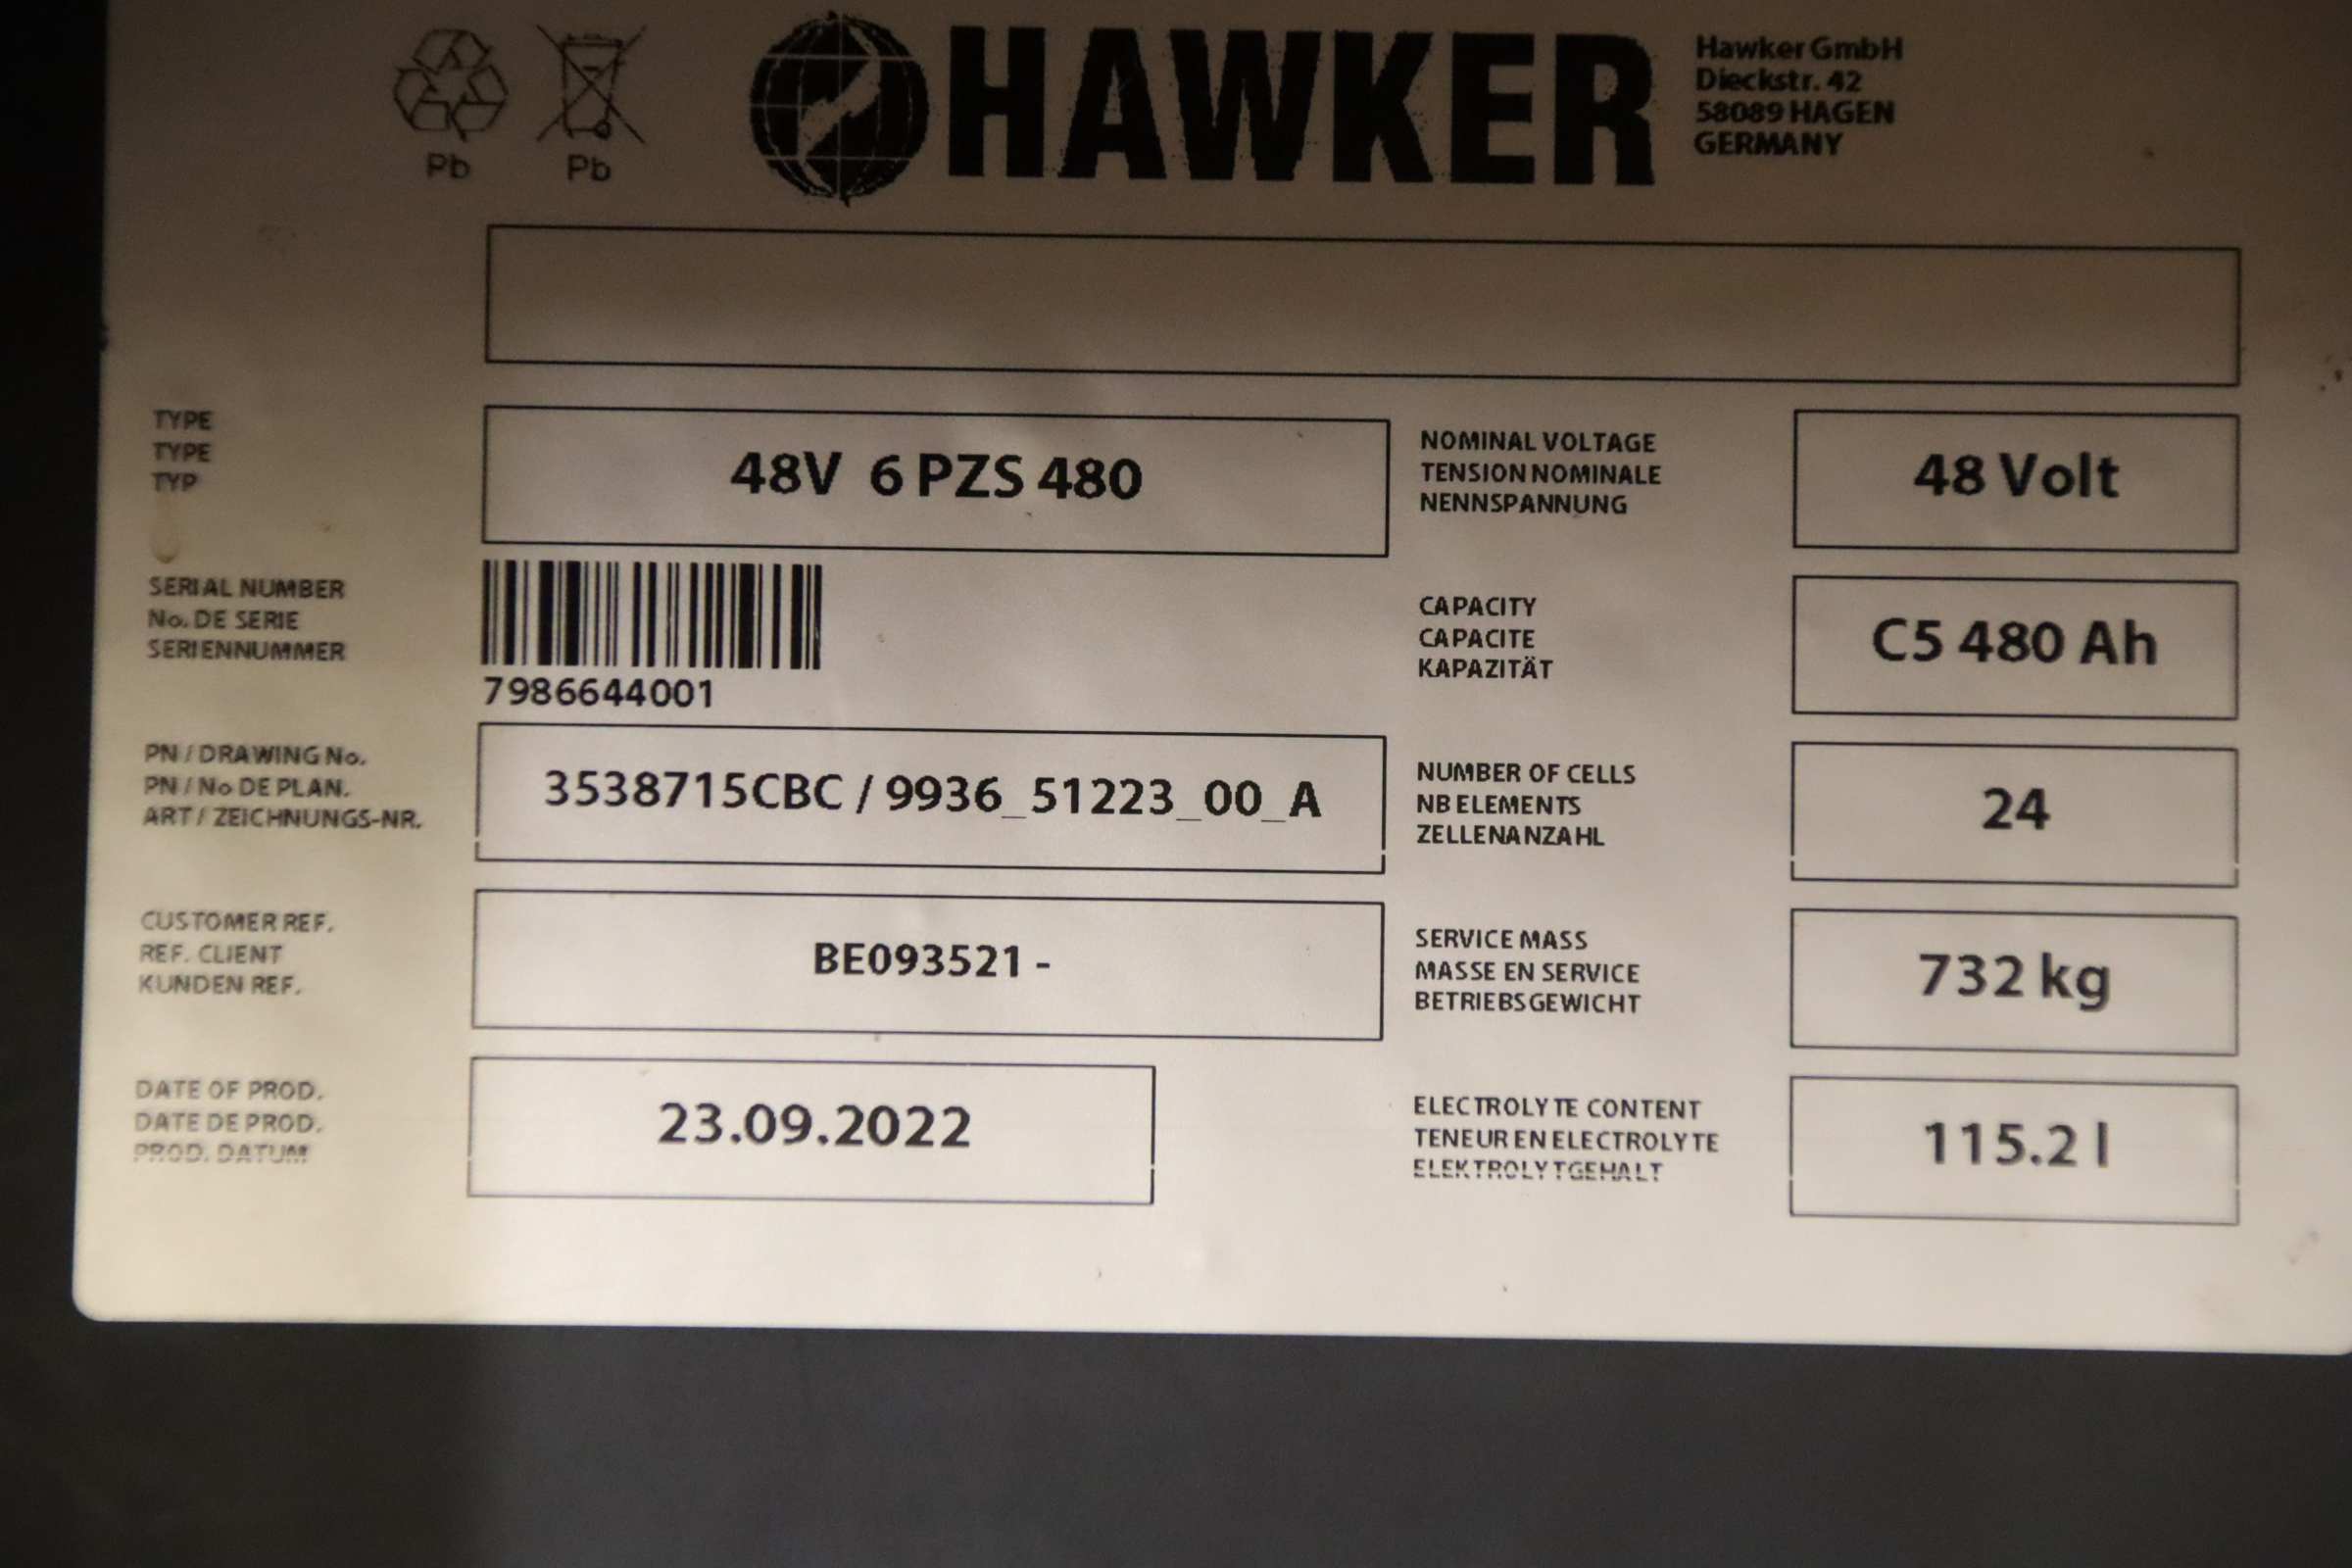 Pb
Pb
HAWKER
Hawker GmbH
Dieckstr. 42
58089 HAGEN
GERMANY
TYPE
TYPE
TYP
48V 6 PZS 480
NOMINAL VOLTAGE
TENSION NOMINALE
NENNSPANNUNG
48 Volt
SERIAL NUMBER
No. DE SERIE
SERIENNUMMER
7986644001
CAPACITY
CAPACITE
KAPAZITÄT
C5 480 Ah
PN / DRAWING No.
PN / No DE PLAN.
ART / ZEICHNUNGS-NR.
3538715CBC / 9936_51223_00_A
NUMBER OF CELLS
NB ELEMENTS
ZELLENANZAHL
24
CUSTOMER REF.
REF. CLIENT
KUNDEN REF.
BE093521 -
SERVICE MASS
MASSE EN SERVICE
BETRIEBSGEWICHT
732 kg
DATE OF PROD.
DATE DE PROD.
PROD. DATUM
23.09.2022
ELECTROLYTE CONTENT
TENEUR EN ELECTROLYTE
ELEKTROLYTGEHALT
115.2 l